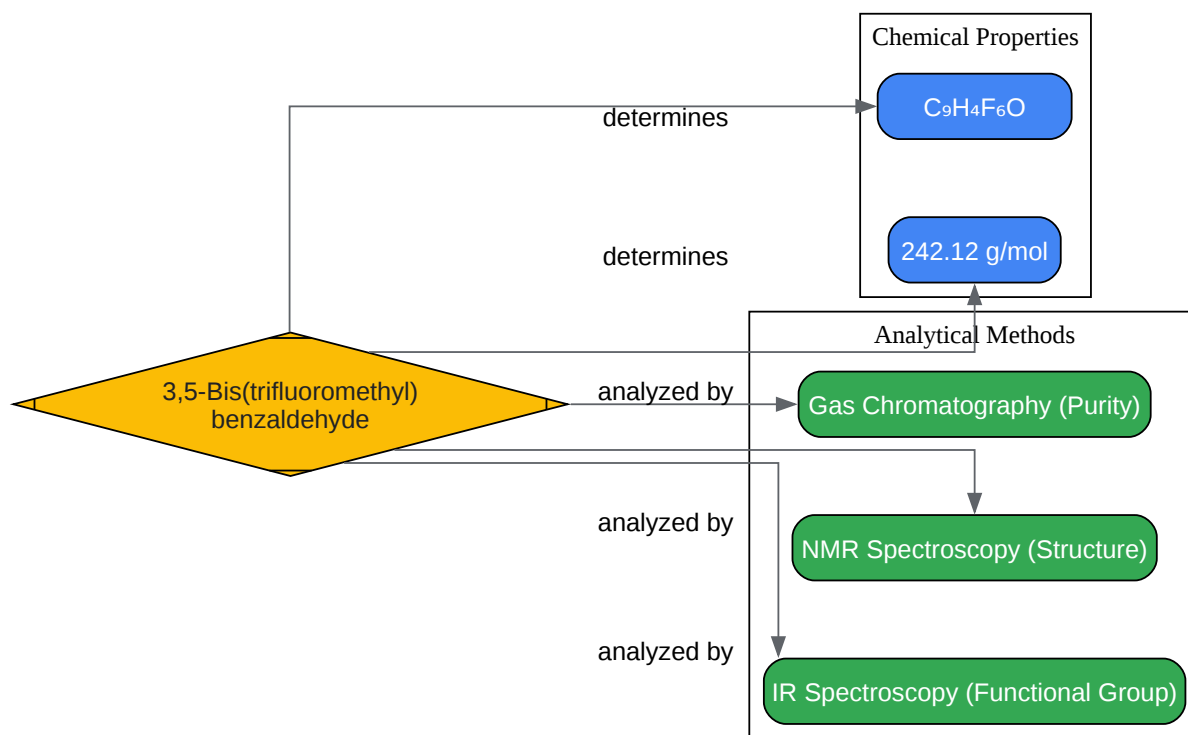 Chemical Properties
C₉H₄F₆O
determines
242.12 g/mol
determines
Analytical Methods
3,5-Bis(trifluoromethyl)
benzaldehyde
analyzed by
Gas Chromatography (Purity)
analyzed by
NMR Spectroscopy (Structure)
analyzed by
IR Spectroscopy (Functional Group)